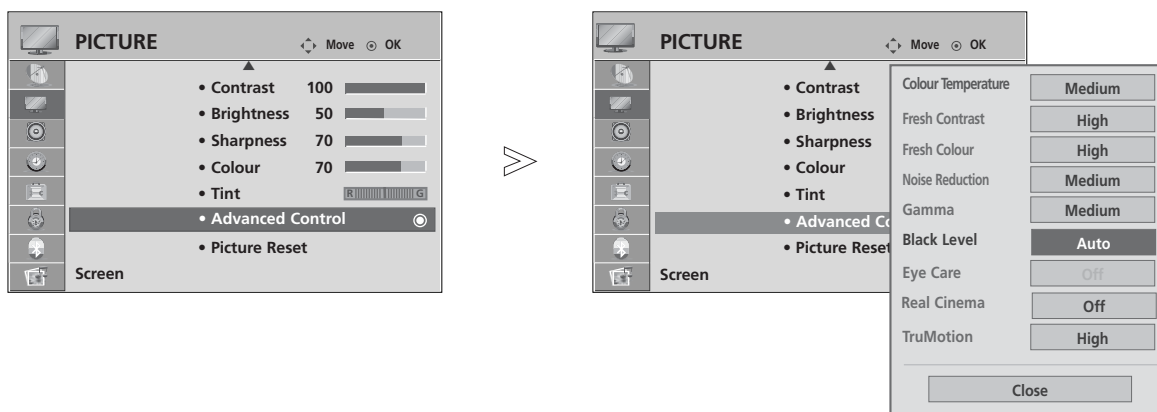 PICTURE Move OK
• Contrast 100
• Brightness 50
• Sharpness 70
• Colour 70
• Tint R G
• Advanced Control
• Picture Reset
Screen
PICTURE Move OK
• Contrast
• Brightness
• Sharpness
• Colour
• Tint
• Advanced Co
• Picture Reset
Screen
Colour Temperature Medium
Fresh Contrast High
Fresh Colour High
Noise Reduction Medium
Gamma Medium
Black Level Auto
Eye Care Off
Real Cinema Off
TruMotion High
Close